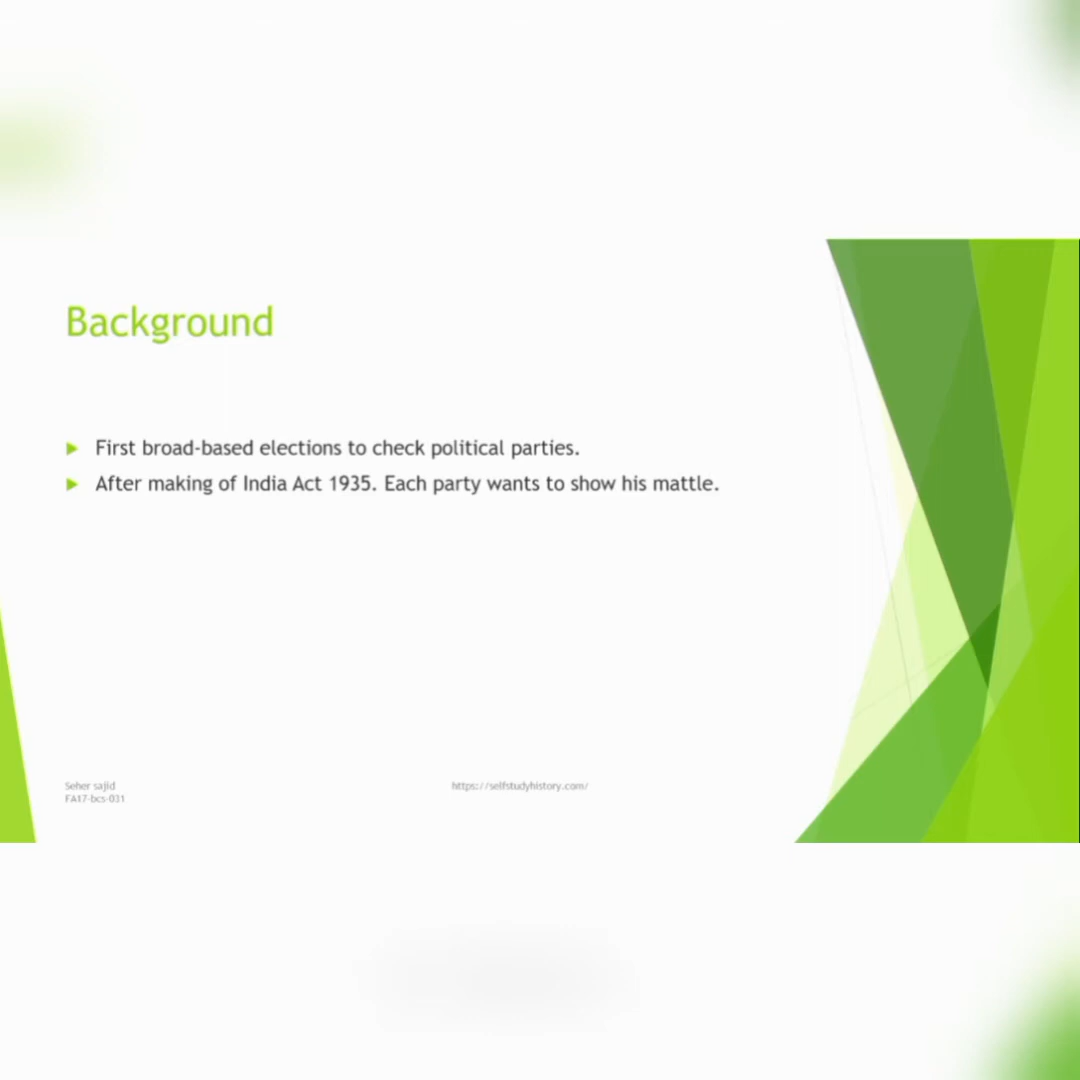 Background
First broad-based elections to check political parties.
After making of India Act 1935. Each party wants to show his mattle.
Seher sajid
FA17-bcs-031
https://selfstudyhistory.com/